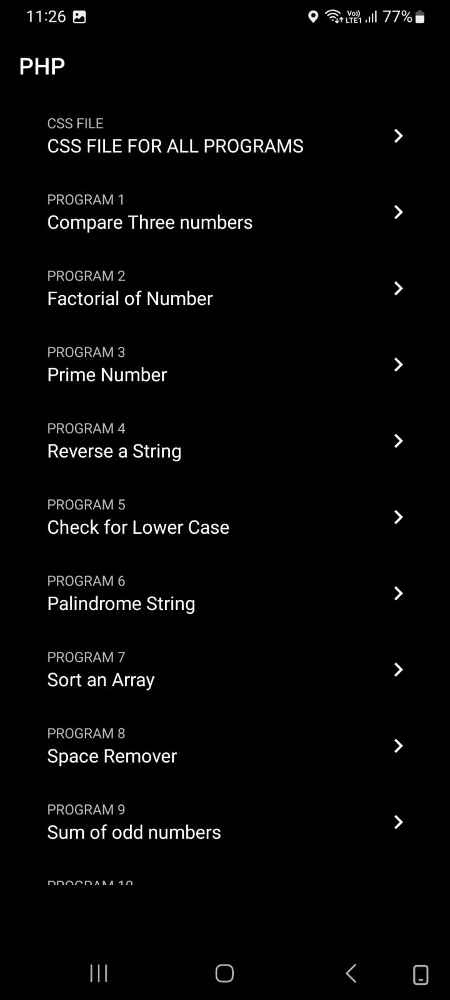 11:26 Vo)) LTE1 77%
PHP
CSS FILE
CSS FILE FOR ALL PROGRAMS
PROGRAM 1
Compare Three numbers
PROGRAM 2
Factorial of Number
PROGRAM 3
Prime Number
PROGRAM 4
Reverse a String
PROGRAM 5
Check for Lower Case
PROGRAM 6
Palindrome String
PROGRAM 7
Sort an Array
PROGRAM 8
Space Remover
PROGRAM 9
Sum of odd numbers
PROGRAM 10